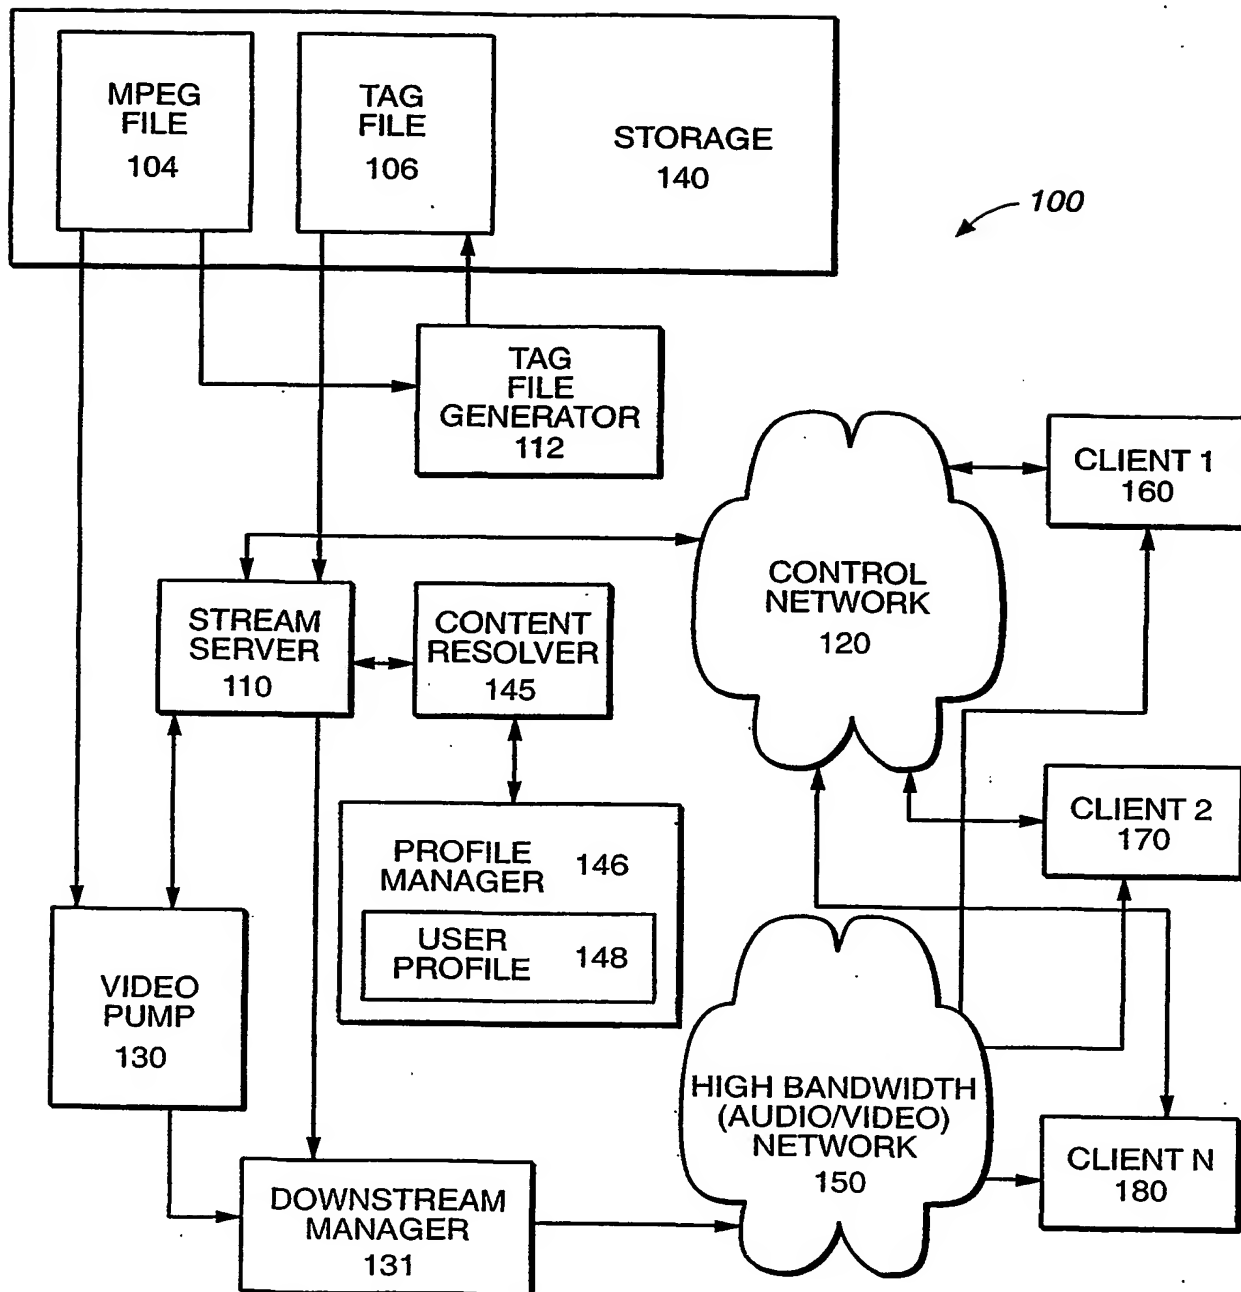 MPEG
FILE
104
TAG
FILE
106
STORAGE
140
100
TAG
FILE
GENERATOR
112
CLIENT 1
160
CONTROL
NETWORK
120
STREAM
SERVER
110
CONTENT
RESOLVER
145
CLIENT 2
170
PROFILE
MANAGER
146
USER
PROFILE
148
VIDEO
PUMP
130
HIGH BANDWIDTH
(AUDIO/VIDEO)
NETWORK
150
CLIENT N
180
DOWNSTREAM
MANAGER
131